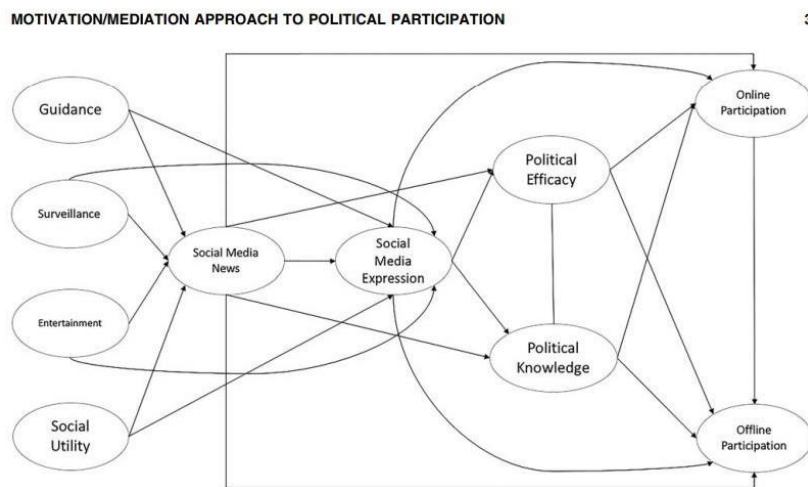 MOTIVATION/MEDIATION APPROACH TO POLITICAL PARTICIPATION
3
Guidance
Surveillance
Entertainment
Social
Utility
Social Media
News
Social
Media
Expression
Political
Efficacy
Political
Knowledge
Online
Participation
Offline
Participation